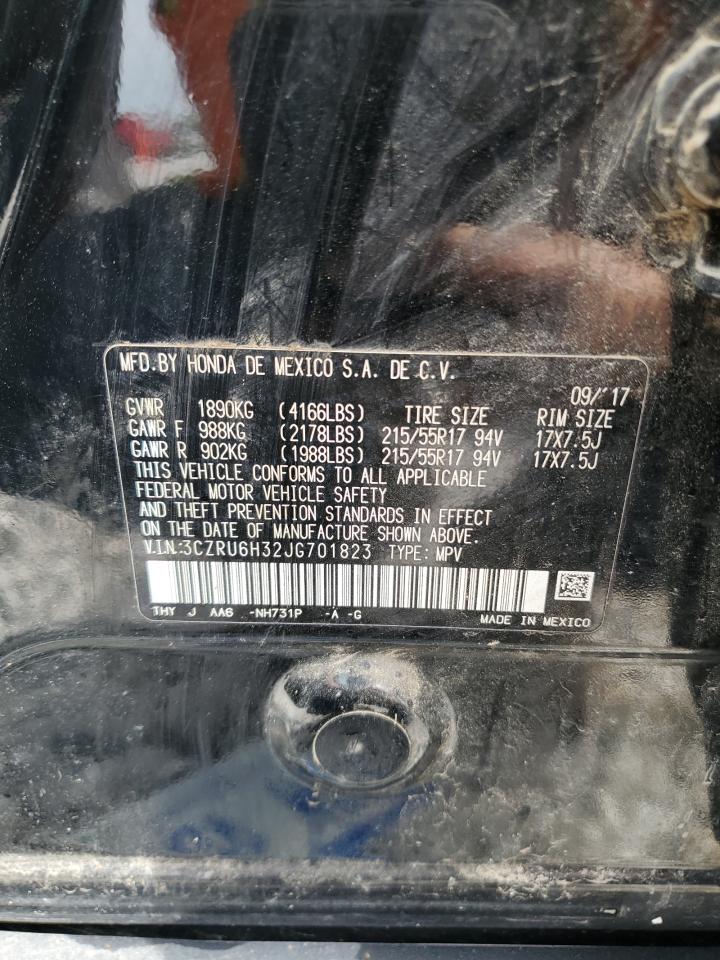 MFD.BY HONDA DE MEXICO S.A. DE C.V.
09/'17
GVWR 1890KG (4166LBS) TIRE SIZE RIM SIZE
GAWR F 988KG (2178LBS) 215/55R17 94V 17X7.5J
GAWR R 902KG (1988LBS) 215/55R17 94V 17X7.5J
THIS VEHICLE CONFORMS TO ALL APPLICABLE
FEDERAL MOTOR VEHICLE SAFETY
AND THEFT PREVENTION STANDARDS IN EFFECT
ON THE DATE OF MANUFACTURE SHOWN ABOVE.
V.I.N.:3CZRU6H32JG701823 TYPE: MPV
THY J AA6 -NH731P -A -G
MADE IN MEXICO